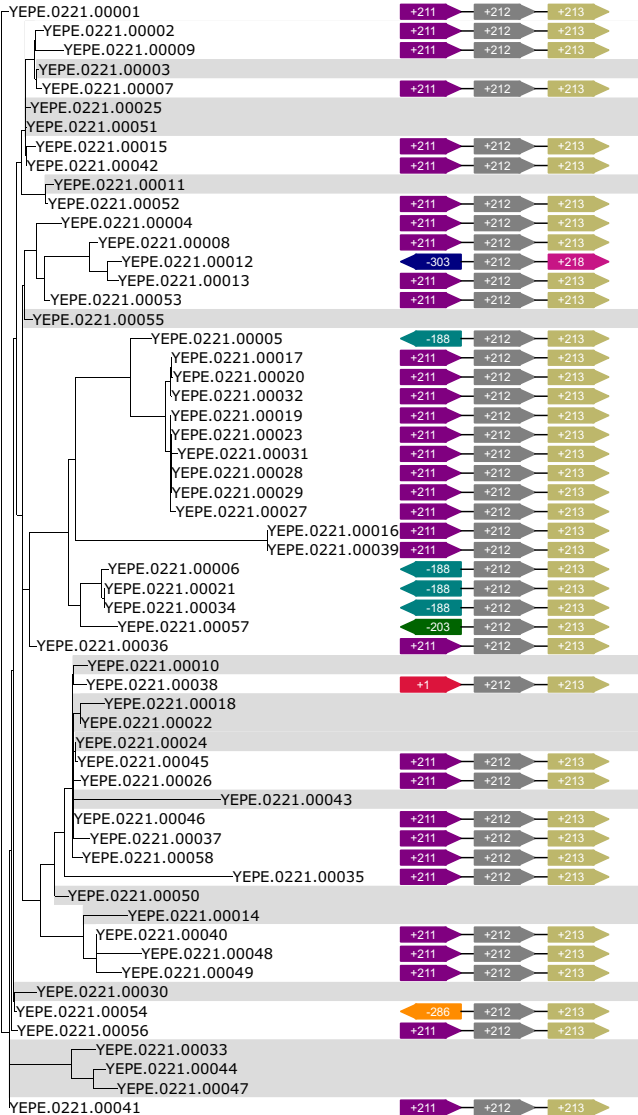 YEPE.0221.00001 +211 +212 +213
YEPE.0221.00002 +211 +212 +213
YEPE.0221.00009 +211 +212 +213
YEPE.0221.00003
YEPE.0221.00007 +211 +212 +213
YEPE.0221.00025
YEPE.0221.00051
YEPE.0221.00015 +211 +212 +213
YEPE.0221.00042 +211 +212 +213
YEPE.0221.00011
YEPE.0221.00052 +211 +212 +213
YEPE.0221.00004 +211 +212 +213
YEPE.0221.00008 +211 +212 +213
YEPE.0221.00012 -303 +212 +218
YEPE.0221.00013 +211 +212 +213
YEPE.0221.00053 +211 +212 +213
YEPE.0221.00055
YEPE.0221.00005 -188 +212 +213
YEPE.0221.00017 +211 +212 +213
YEPE.0221.00020 +211 +212 +213
YEPE.0221.00032 +211 +212 +213
YEPE.0221.00019 +211 +212 +213
YEPE.0221.00023 +211 +212 +213
YEPE.0221.00031 +211 +212 +213
YEPE.0221.00028 +211 +212 +213
YEPE.0221.00029 +211 +212 +213
YEPE.0221.00027 +211 +212 +213
YEPE.0221.00016 +211 +212 +213
YEPE.0221.00039 +211 +212 +213
YEPE.0221.00006 -188 +212 +213
YEPE.0221.00021 -188 +212 +213
YEPE.0221.00034 -188 +212 +213
YEPE.0221.00057 -203 +212 +213
YEPE.0221.00036 +211 +212 +213
YEPE.0221.00010
YEPE.0221.00038 +1 +212 +213
YEPE.0221.00018
YEPE.0221.00022
YEPE.0221.00024
YEPE.0221.00045 +211 +212 +213
YEPE.0221.00026 +211 +212 +213
YEPE.0221.00043
YEPE.0221.00046 +211 +212 +213
YEPE.0221.00037 +211 +212 +213
YEPE.0221.00058 +211 +212 +213
YEPE.0221.00035 +211 +212 +213
YEPE.0221.00050
YEPE.0221.00014
YEPE.0221.00040 +211 +212 +213
YEPE.0221.00048 +211 +212 +213
YEPE.0221.00049 +211 +212 +213
YEPE.0221.00030
YEPE.0221.00054 -286 +212 +213
YEPE.0221.00056 +211 +212 +213
YEPE.0221.00033
YEPE.0221.00044
YEPE.0221.00047
YEPE.0221.00041 +211 +212 +213